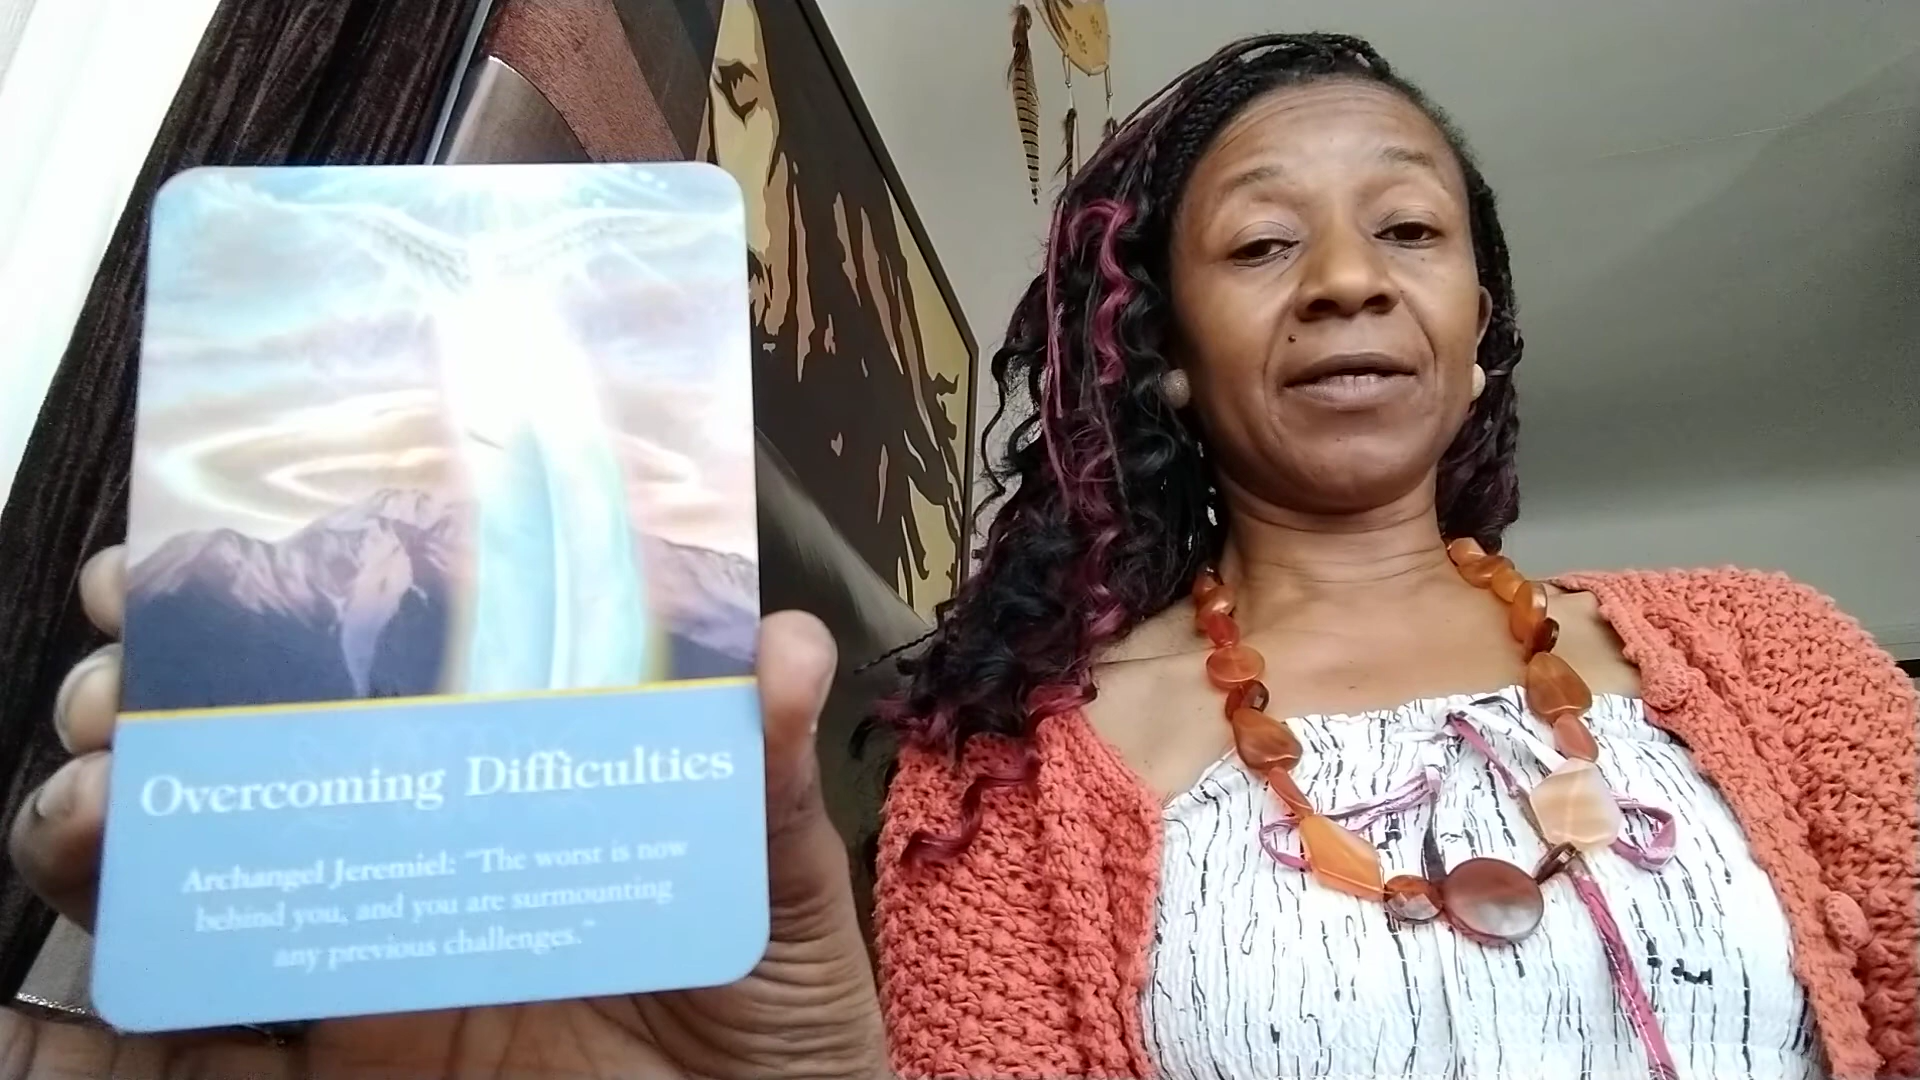 Overcoming Difficulties
Archangel Jeremiel: "The worst is now
behind you, and you are surmounting
any previous challenges."